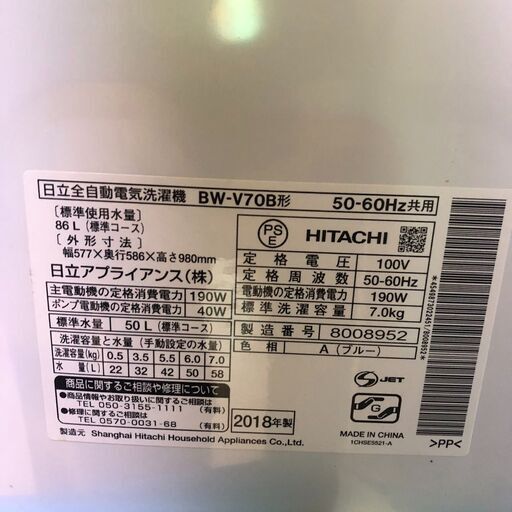 日立全自動電気洗濯機 BW-V70B形 50-60Hz共用
〔標準使用水量〕
86L(標準コース)
〔外形寸法〕
幅577×奥行586×高さ980mm
日立アプライアンス(株)
主電動機の定格消費電力 190W
ポンプ電動機の定格消費電力 40W
標準水量 50L(標準コース)
洗濯容量と水量 (手動設定の水量)
洗濯容量(kg) 0.5 3.5 5.5 6.0 7.0
水量(L) 22 32 42 50 58
商品に関するご相談や修理について
●商品情報やお取り扱いに関するご相談
TEL 050-3155-1111 (有料)
●修理に関するご相談
TEL 0570-0031-68 (有料)
製造元 Shanghai Hitachi Household Appliances Co.,Ltd.
PS
E
HITACHI
定格電圧 100V
定格周波数 50-60Hz
電動機の定格消費電力 190W
標準洗濯容量 7.0kg
製造番号 8008952
色相 A(ブルー)
2018年製
S JET
G
MADE IN CHINA
1CHSE5521-A
>PP<